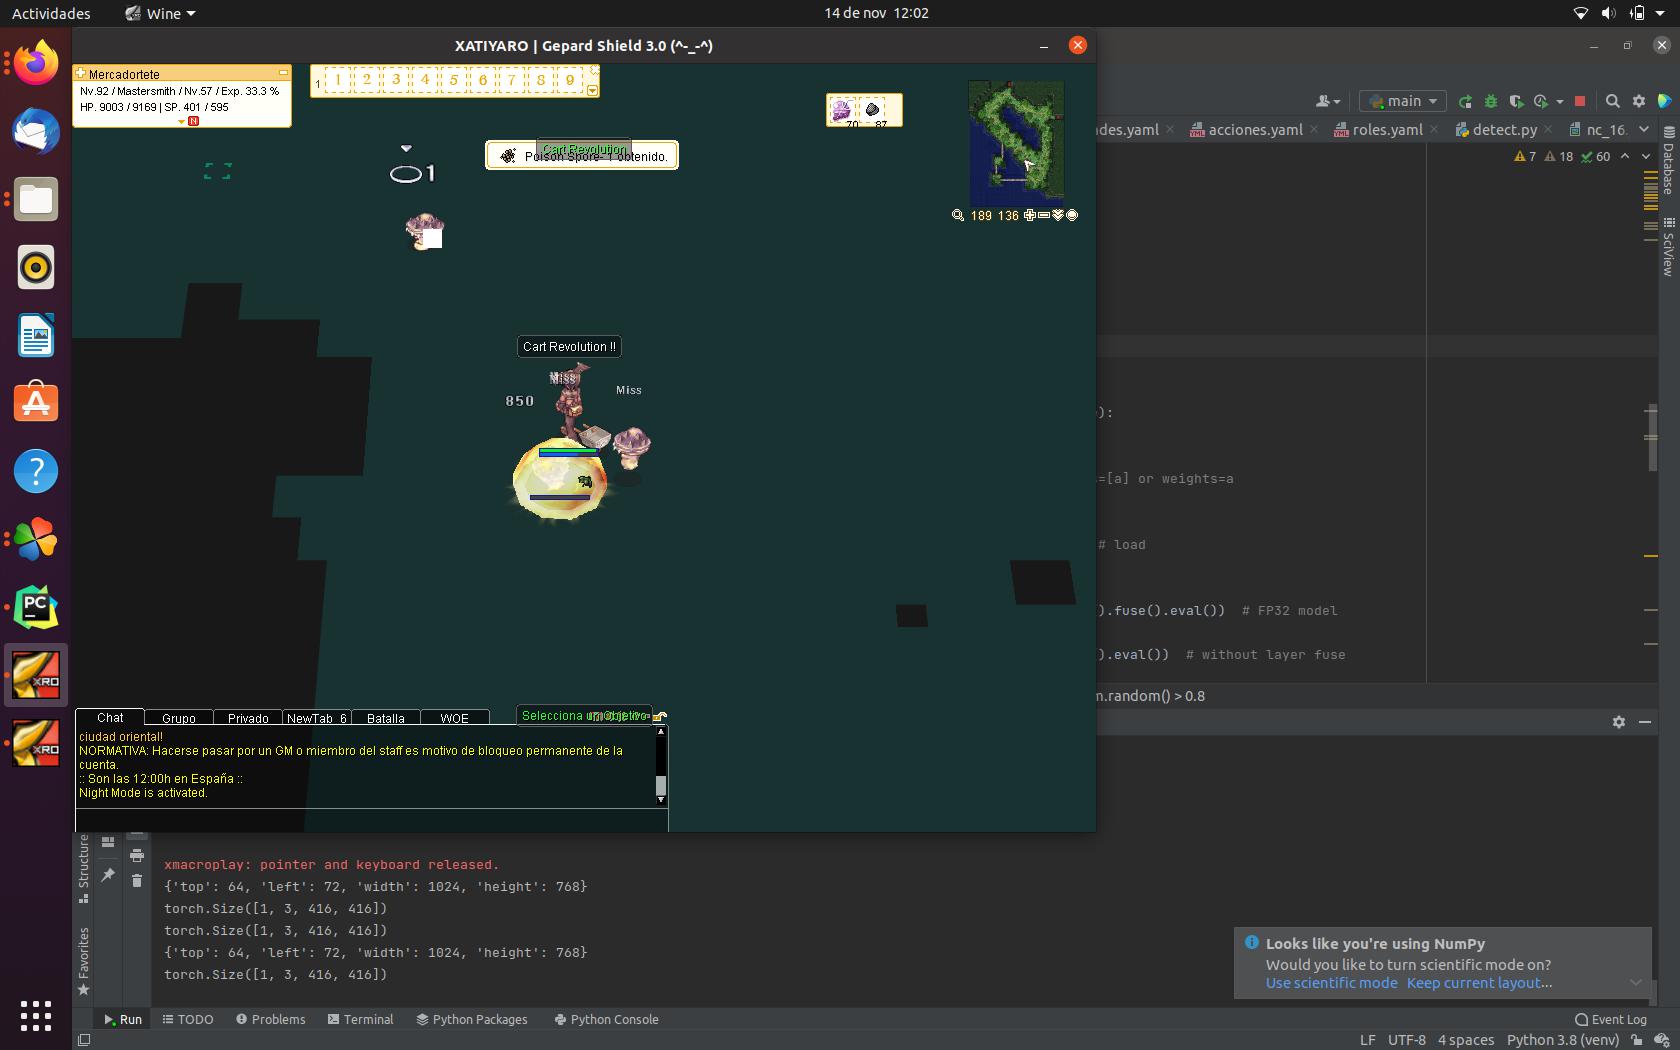 Actividades
Wine
14 de nov 12:02
XATIYARO | Gepard Shield 3.0 (^-_-^)
Mercadortete
Nv.92 / Mastersmith / Nv.57 / Exp. 33.3 %
HP. 9003 / 9169 | SP. 401 / 595
N
1
1 2 3 4 5 6 7 8 9
70 87
Cart Revolution
Poison Spore- 1 obtenido.
1
189 136
Cart Revolution !!
Miss
Miss
850
Chat
Grupo
Privado
NewTab_6
Batalla
WOE
Selecciona un objetivo
ciudad oriental!
NORMATIVA: Hacerse pasar por un GM o miembro del staff es motivo de bloqueo permanente de la
cuenta.
:: Son las 12:00h en España ::
Night Mode is activated.
main
des.yaml
acciones.yaml
roles.yaml
detect.py
nc_16.
7 18 60
Database
SciView
):
=[a] or weights=a
# load
).fuse().eval()) # FP32 model
).eval()) # without layer fuse
m.random() > 0.8
XRO
XRO
PC
Structure
Favorites
xmacroplay: pointer and keyboard released.
{'top': 64, 'left': 72, 'width': 1024, 'height': 768}
torch.Size([1, 3, 416, 416])
torch.Size([1, 3, 416, 416])
{'top': 64, 'left': 72, 'width': 1024, 'height': 768}
torch.Size([1, 3, 416, 416])
Looks like you're using NumPy
Would you like to turn scientific mode on?
Use scientific mode Keep current layout...
Run
TODO
Problems
Terminal
Python Packages
Python Console
Event Log
LF UTF-8 4 spaces Python 3.8 (venv)